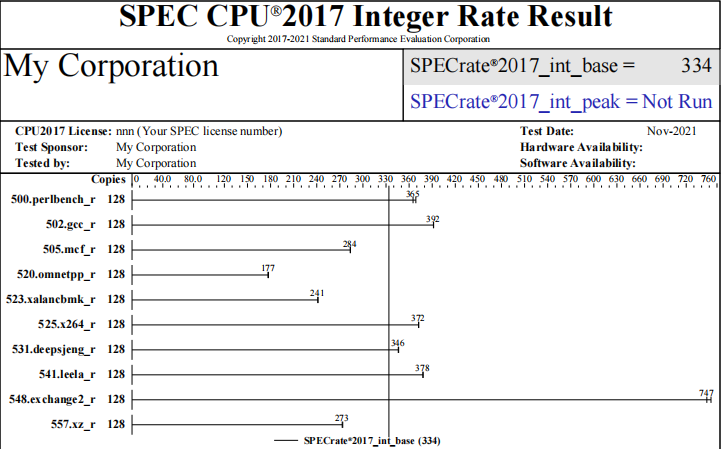 SPEC CPU®2017 Integer Rate Result
Copyright 2017-2021 Standard Performance Evaluation Corporation
My Corporation
SPECrate®2017_int_base = 334
SPECrate®2017_int_peak = Not Run
CPU2017 License: nnn (Your SPEC license number)
Test Date: Nov-2021
Test Sponsor: My Corporation
Hardware Availability:
Tested by: My Corporation
Software Availability:
Copies 0 40.0 80.0 120 150 180 210 240 270 300 330 360 390 420 450 480 510 540 570 600 630 660 690 720 760
500.perlbench_r 128 365
502.gcc_r 128 392
505.mcf_r 128 284
520.omnetpp_r 128 177
523.xalancbmk_r 128 241
525.x264_r 128 372
531.deepsjeng_r 128 346
541.leela_r 128 378
548.exchange2_r 128 747
557.xz_r 128 273
SPECrate®2017_int_base (334)